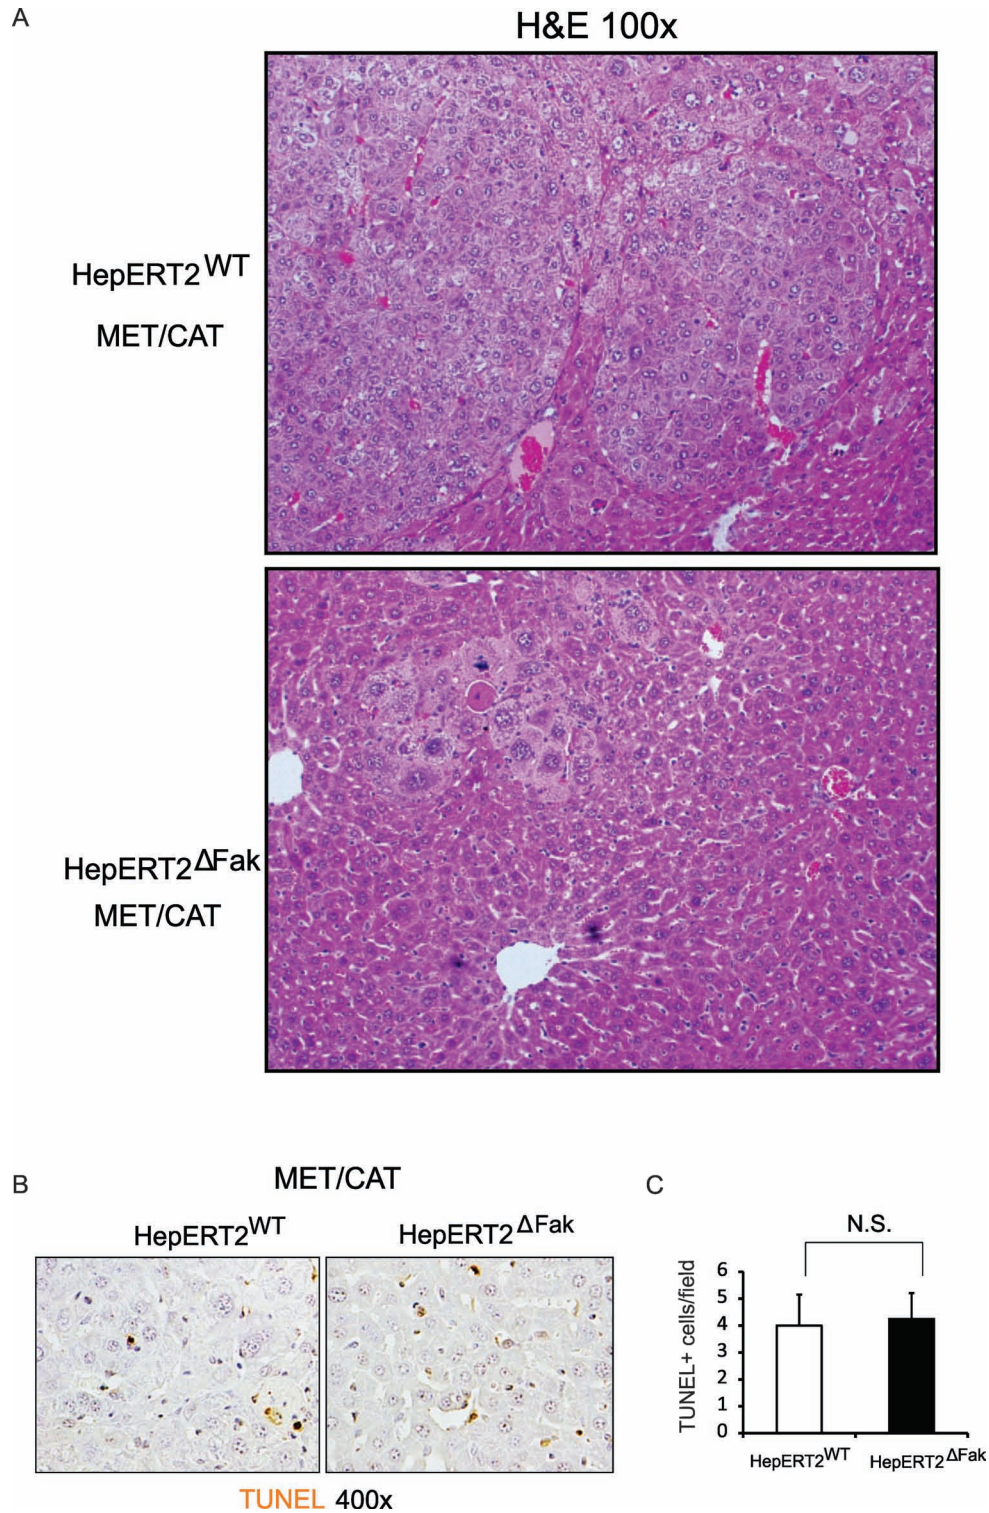 A
H&E 100x
HepERT2WT
MET/CAT
HepERT2ΔFak
MET/CAT
B
MET/CAT
HepERT2WT
HepERT2ΔFak
TUNEL 400x
C
N.S.
TUNEL+ cells/field
6
5
4
3
2
1
0
HepERT2WT
HepERT2ΔFak